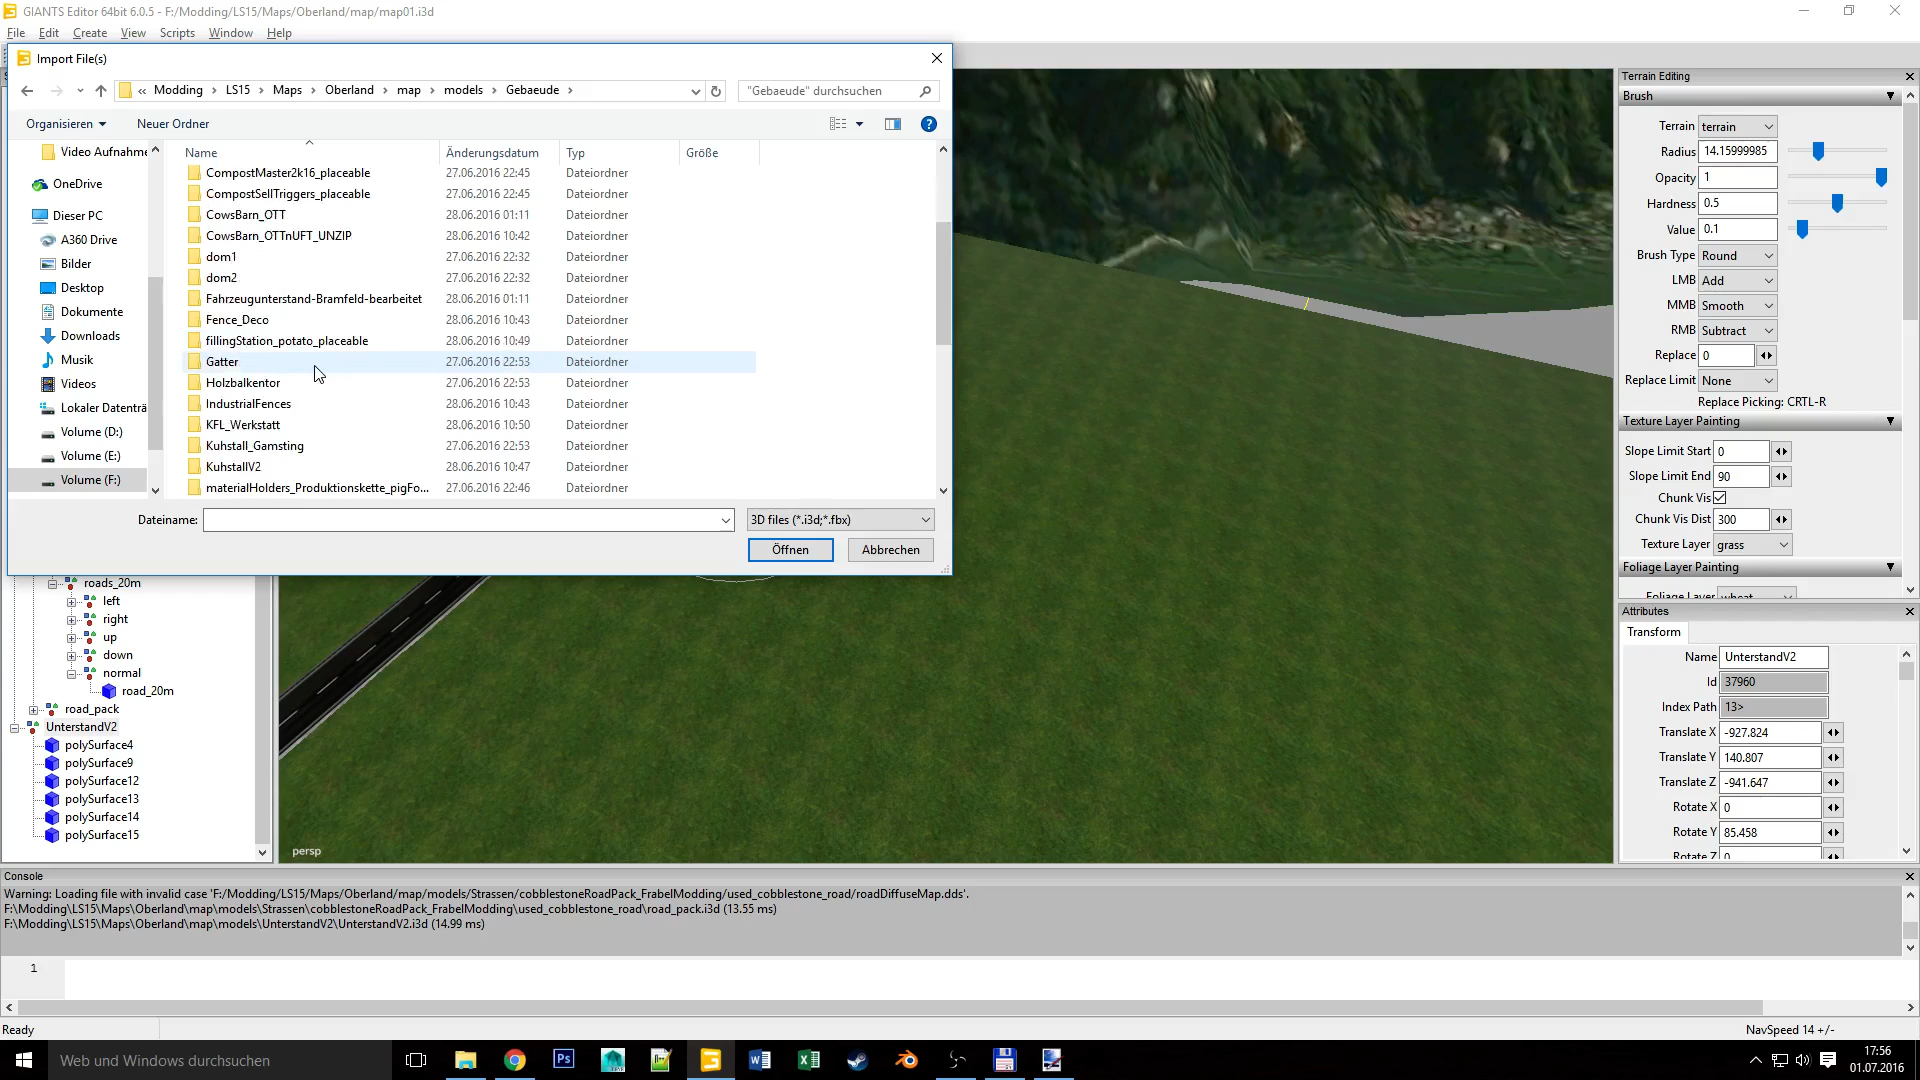 GIANTS Editor 64bit 6.0.5 - F:/Modding/LS15/Maps/Oberland/map/map01.i3d
File Edit Create View Scripts Window Help
Import File(s)
« Modding > LS15 > Maps > Oberland > map > models > Gebaeude >
"Gebaeude" durchsuchen
Organisieren
Neuer Ordner
Name Änderungsdatum Typ Größe
Video Aufnahme
OneDrive
Dieser PC
A360 Drive
Bilder
Desktop
Dokumente
Downloads
Musik
Videos
Lokaler Datenträ
Volume (D:)
Volume (E:)
Volume (F:)
CompostMaster2k16_placeable 27.06.2016 22:45 Dateiordner
CompostSellTriggers_placeable 27.06.2016 22:45 Dateiordner
CowsBarn_OTT 28.06.2016 01:11 Dateiordner
CowsBarn_OTTnUFT_UNZIP 28.06.2016 10:42 Dateiordner
dom1 27.06.2016 22:32 Dateiordner
dom2 27.06.2016 22:32 Dateiordner
Fahrzeugunterstand-Bramfeld-bearbeitet 28.06.2016 01:11 Dateiordner
Fence_Deco 28.06.2016 10:43 Dateiordner
fillingStation_potato_placeable 28.06.2016 10:49 Dateiordner
Gatter 27.06.2016 22:53 Dateiordner
Holzbalkentor 27.06.2016 22:53 Dateiordner
IndustrialFences 28.06.2016 10:43 Dateiordner
KFL_Werkstatt 28.06.2016 10:50 Dateiordner
Kuhstall_Gamsting 27.06.2016 22:53 Dateiordner
KuhstallV2 28.06.2016 10:47 Dateiordner
materialHolders_Produktionskette_pigFo... 27.06.2016 22:46 Dateiordner
Dateiname:
3D files (*.i3d;*.fbx)
Öffnen Abbrechen
roads_20m
left
right
up
down
normal
road_20m
road_pack
UnterstandV2
polySurface4
polySurface9
polySurface12
polySurface13
polySurface14
polySurface15
persp
Terrain Editing
Brush
Terrain terrain
Radius 14.15999985
Opacity 1
Hardness 0.5
Value 0.1
Brush Type Round
LMB Add
MMB Smooth
RMB Subtract
Replace 0
Replace Limit None
Replace Picking: CRTL-R
Texture Layer Painting
Slope Limit Start 0
Slope Limit End 90
Chunk Vis
Chunk Vis Dist 300
Texture Layer grass
Foliage Layer Painting
Foliage Layer wheat
Attributes
Transform
Name UnterstandV2
Id 37960
Index Path 13>
Translate X -927.824
Translate Y 140.807
Translate Z -941.647
Rotate X 0
Rotate Y 85.458
Rotate Z 0
Console
Warning: Loading file with invalid case 'F:/Modding/LS15/Maps/Oberland/map/models/Strassen/cobblestoneRoadPack_FrabelModding/used_cobblestone_road/roadDiffuseMap.dds'.
F:\Modding\LS15\Maps\Oberland\map\models\Strassen\cobblestoneRoadPack_FrabelModding\used_cobblestone_road\road_pack.i3d (13.55 ms)
F:\Modding\LS15\Maps\Oberland\map\models\UnterstandV2\UnterstandV2.i3d (14.99 ms)
1
Ready
NavSpeed 14 +/-
Web und Windows durchsuchen
17:56
01.07.2016